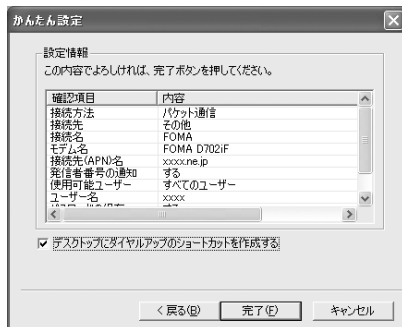 かんたん設定
設定情報
この内容でよろしければ、完了ボタンを押してください。
確認項目 内容
接続方法 パケット通信
接続先 その他
接続名 FOMA
モデム名 FOMA D702iF
接続先(APN)名 xxxx.ne.jp
発信者番号の通知 する
使用可能ユーザー すべてのユーザー
ユーザー名 xxxx
デスクトップにダイヤルアップのショートカットを作成する
< 戻る(B) 完了(F) キャンセル